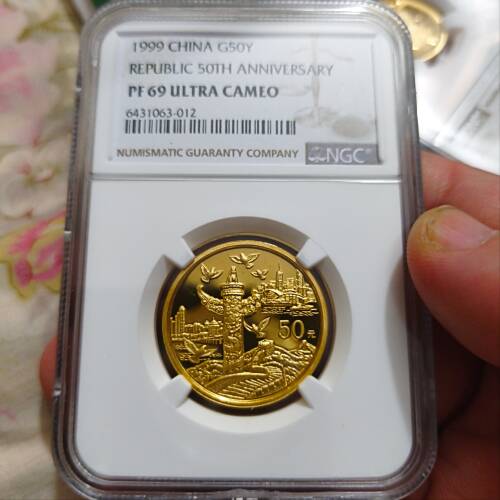 1999 CHINA G50Y
REPUBLIC 50TH ANNIVERSARY
PF 69 ULTRA CAMEO
6431063-012
NUMISMATIC GUARANTY COMPANY NGC
50元